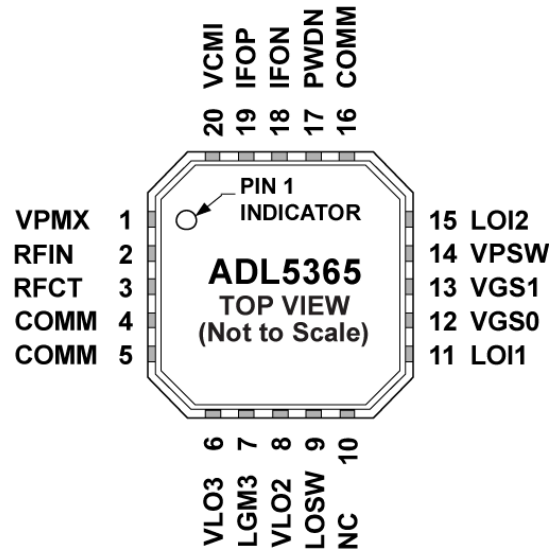 20 VCMI
19 IFOP
18 IFON
17 PWDN
16 COMM
PIN 1
INDICATOR
VPMX 1
RFIN 2
RFCT 3
COMM 4
COMM 5
ADL5365
TOP VIEW
(Not to Scale)
15 LOI2
14 VPSW
13 VGS1
12 VGS0
11 LOI1
VLO3 6
LGM3 7
VLO2 8
LOSW 9
NC 10